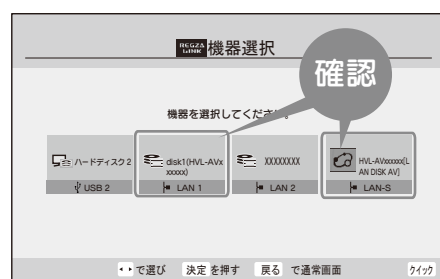 REGZA LINK 機器選択
確認
機器を選択してください。
ハードディスク2
USB 2
disk1(HVL-AVx
xxxxx)
LAN 1
XXXXXXXX
LAN 2
HVL-AVxxxxxx[L
AN DISK AV]
LAN-S
で選び 決定 を押す 戻る で通常画面 クイック